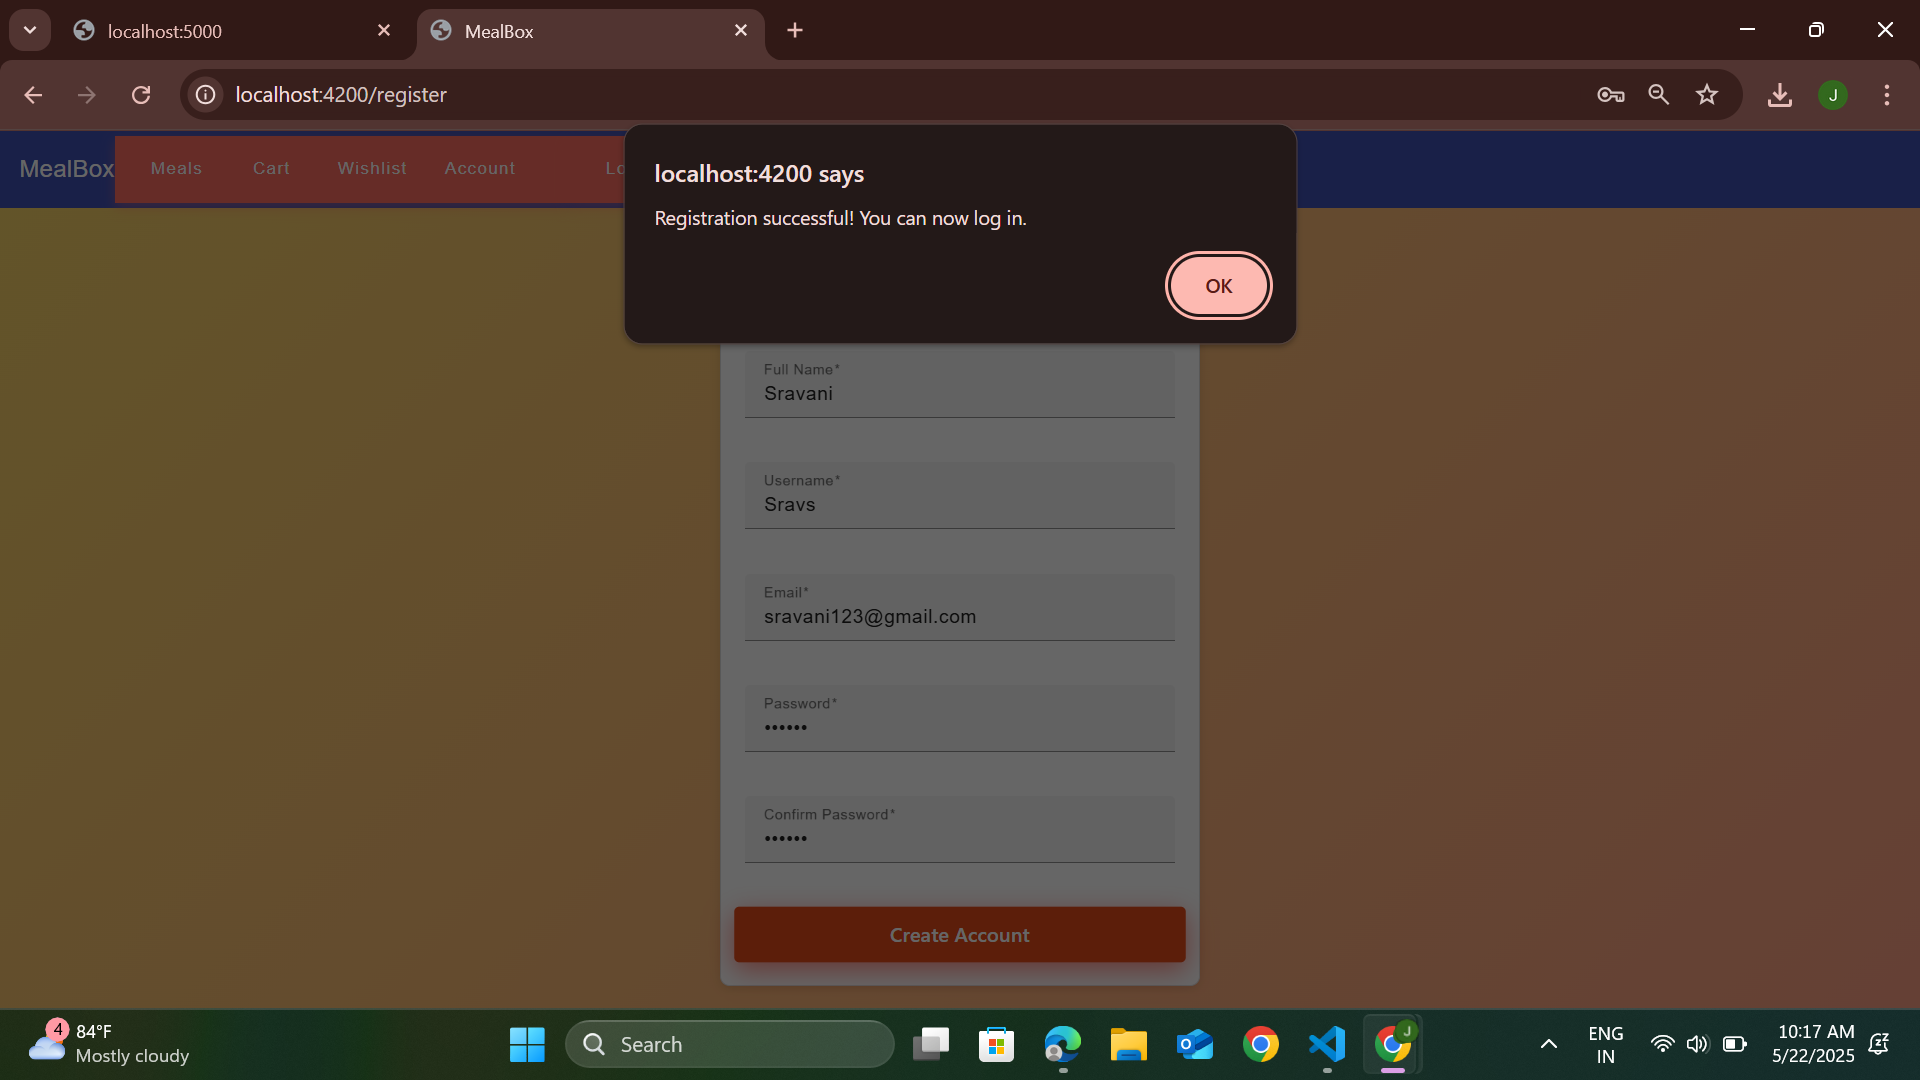 localhost:5000
MealBox
localhost:4200/register
J
MealBox
Meals
Cart
Wishlist
Account
Lo
localhost:4200 says
Registration successful! You can now log in.
OK
Full Name*
Sravani
Username*
Sravs
Email*
sravani123@gmail.com
Password*
••••••
Confirm Password*
••••••
Create Account
4
84°F
Mostly cloudy
Search
J
ENG
IN
10:17 AM
5/22/2025